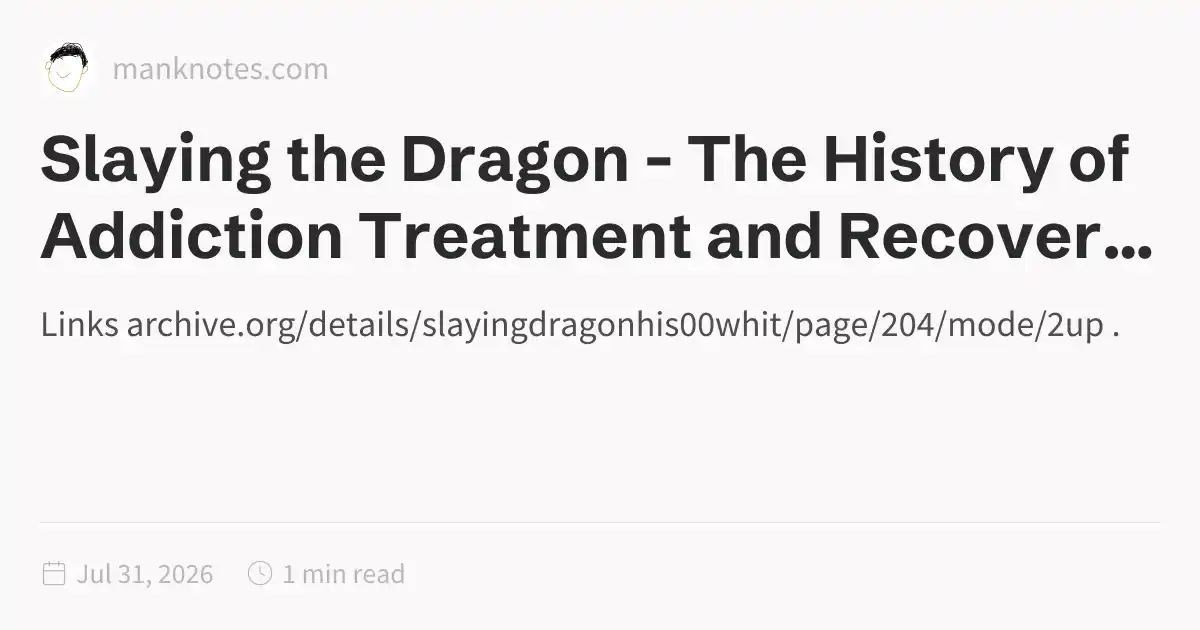 manknotes.com
Slaying the Dragon - The History of
Addiction Treatment and Recover...
Links archive.org/details/slayingdragonhis00whit/page/204/mode/2up .
Jul 31, 2026 1 min read